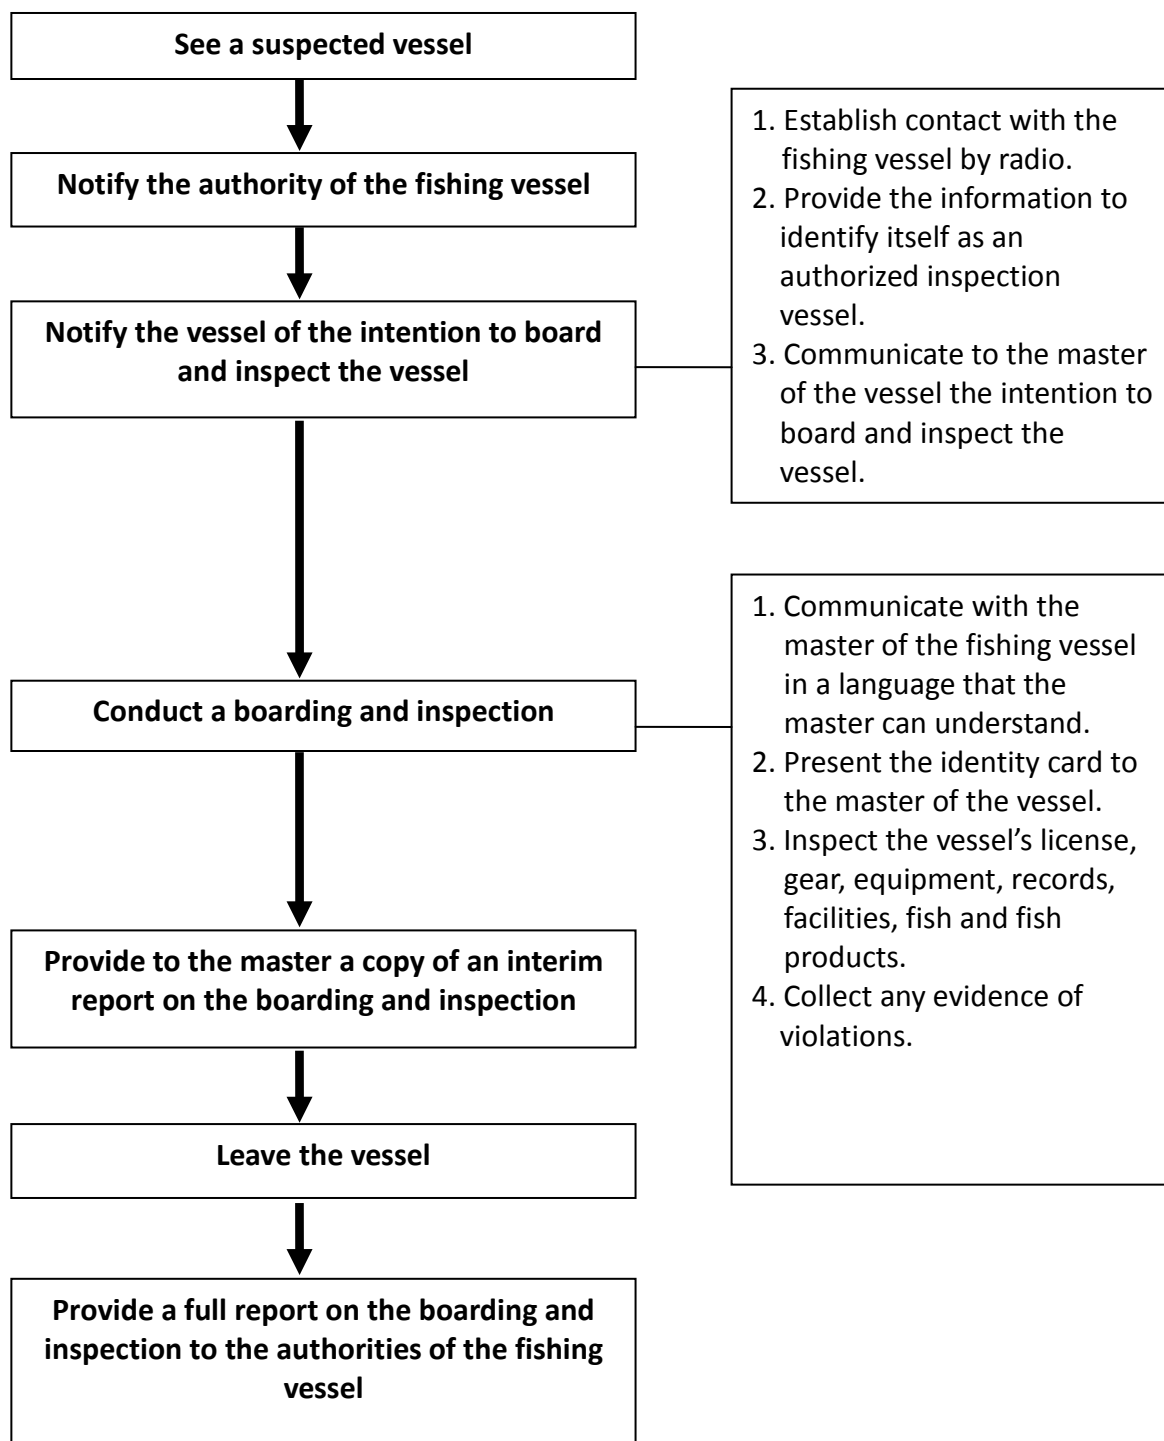 See a suspected vessel
Notify the authority of the fishing vessel
Notify the vessel of the intention to board
and inspect the vessel
1. Establish contact with the
fishing vessel by radio.
2. Provide the information to
identify itself as an
authorized inspection
vessel.
3. Communicate to the master
of the vessel the intention to
board and inspect the
vessel.
Conduct a boarding and inspection
1. Communicate with the
master of the fishing vessel
in a language that the
master can understand.
2. Present the identity card to
the master of the vessel.
3. Inspect the vessel’s license,
gear, equipment, records,
facilities, fish and fish
products.
4. Collect any evidence of
violations.
Provide to the master a copy of an interim
report on the boarding and inspection
Leave the vessel
Provide a full report on the boarding and
inspection to the authorities of the fishing
vessel